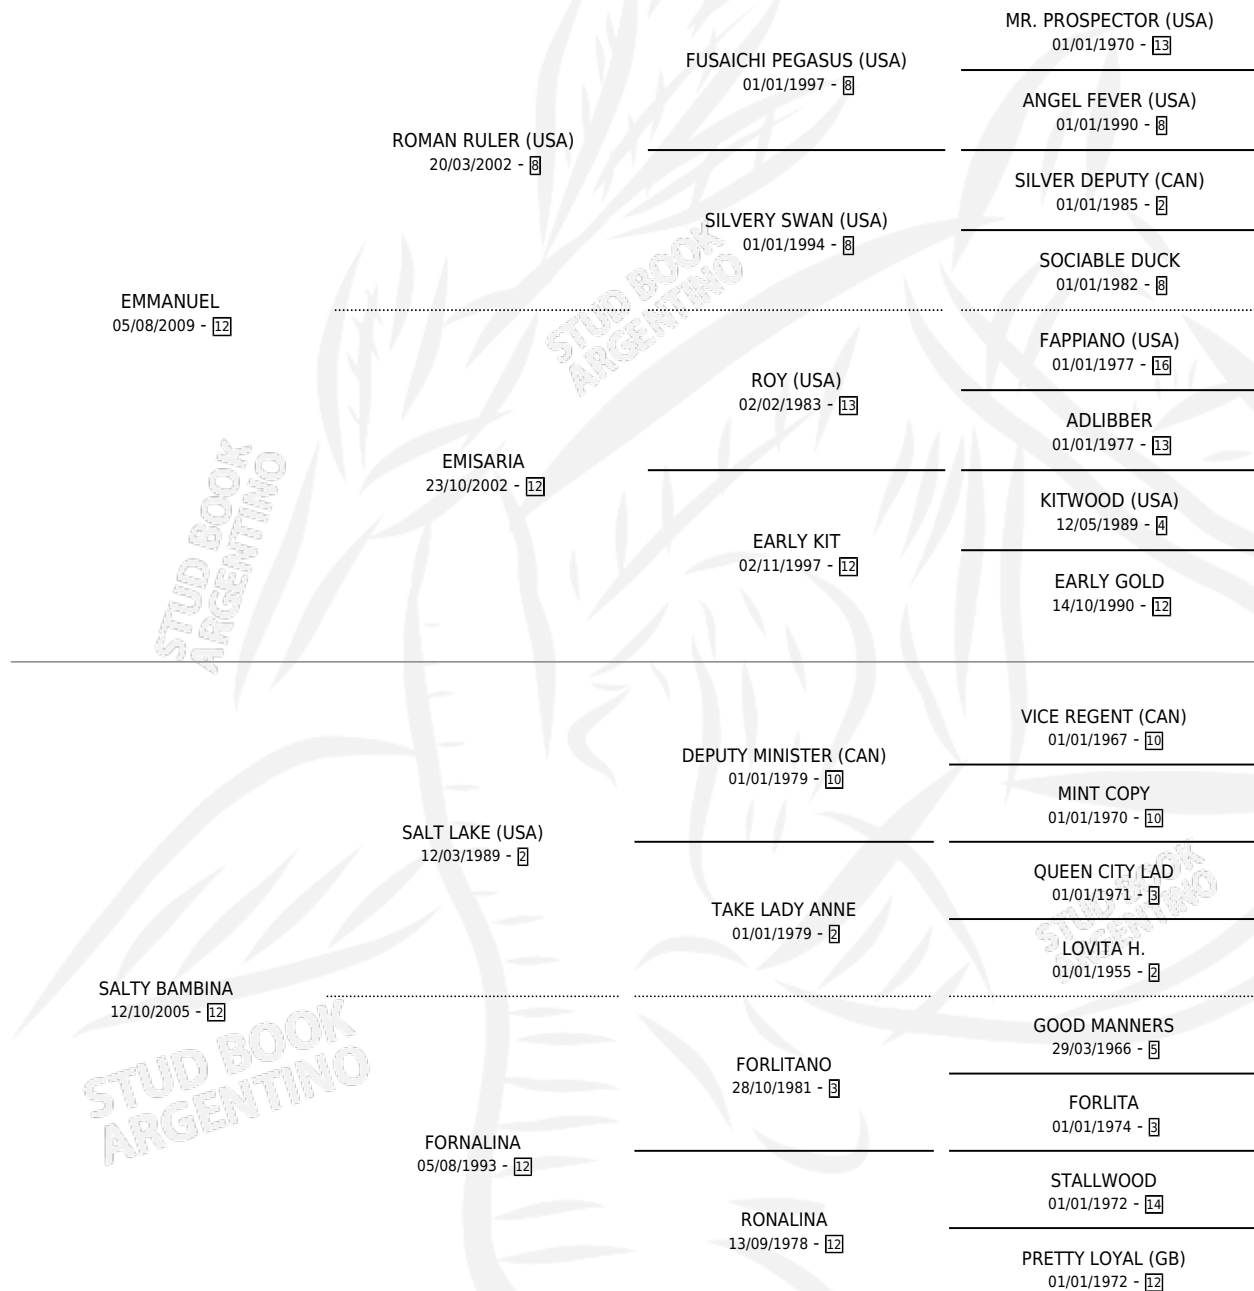 MR. PROSPECTOR (USA)
01/01/1970 - 13
FUSAICHI PEGASUS (USA)
01/01/1997 - 8
ANGEL FEVER (USA)
01/01/1990 - 8
ROMAN RULER (USA)
20/03/2002 - 8
SILVER DEPUTY (CAN)
01/01/1985 - 2
SILVERY SWAN (USA)
01/01/1994 - 8
SOCIABLE DUCK
01/01/1982 - 8
EMMANUEL
05/08/2009 - 12
STUD BOOK
ARGENTINO
FAPPIANO (USA)
01/01/1977 - 16
ROY (USA)
02/02/1983 - 13
ADLIBBER
01/01/1977 - 13
EMISARIA
23/10/2002 - 12
KITWOOD (USA)
12/05/1989 - 4
EARLY KIT
02/11/1997 - 12
EARLY GOLD
14/10/1990 - 12
STUD BOOK
ARGENTINO
VICE REGENT (CAN)
01/01/1967 - 10
DEPUTY MINISTER (CAN)
01/01/1979 - 10
MINT COPY
01/01/1970 - 10
SALT LAKE (USA)
12/03/1989 - 2
QUEEN CITY LAD
01/01/1971 - 3
TAKE LADY ANNE
01/01/1979 - 2
LOVITA H.
01/01/1955 - 2
STUD BOOK
ARGENTINO
SALTY BAMBINA
12/10/2005 - 12
GOOD MANNERS
29/03/1966 - 5
FORLITANO
28/10/1981 - 3
FORLITA
01/01/1974 - 3
STUD BOOK
ARGENTINO
FORNALINA
05/08/1993 - 12
STALLWOOD
01/01/1972 - 14
RONALINA
13/09/1978 - 12
PRETTY LOYAL (GB)
01/01/1972 - 12